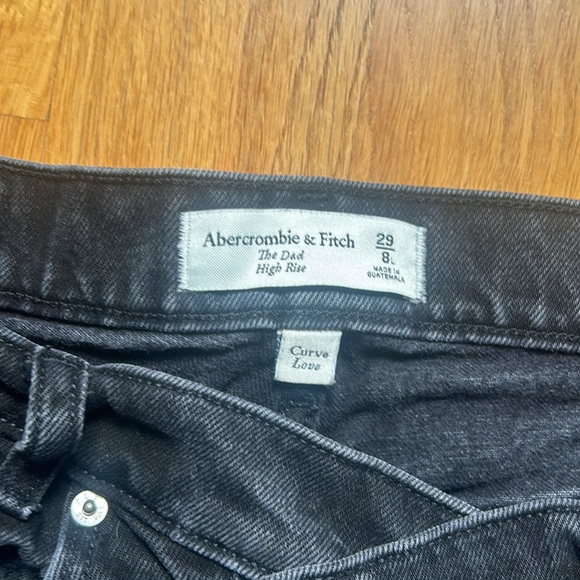 Abercrombie & Fitch
The Dad
High Rise
29
8L
MADE IN
GUATEMALA
Curve
Love